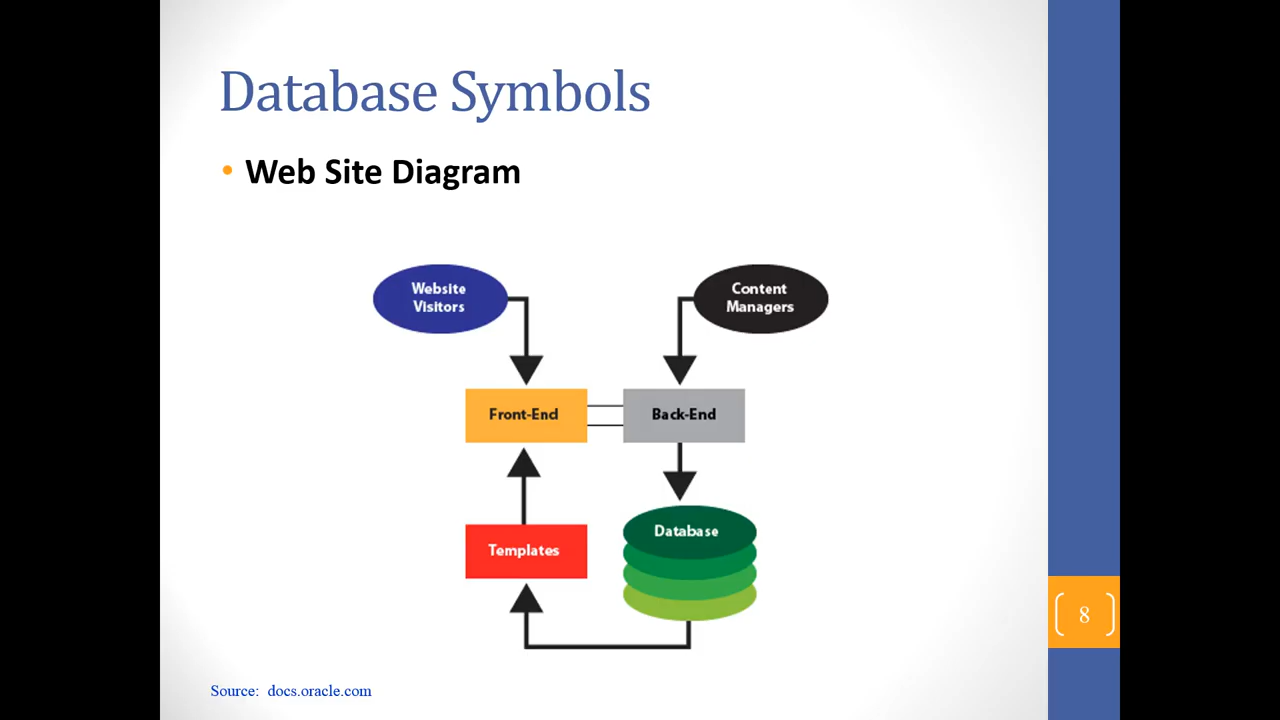 Database Symbols
• Web Site Diagram
Website
Visitors
Content
Managers
Front-End
Back-End
Templates
Database
8
Source: docs.oracle.com